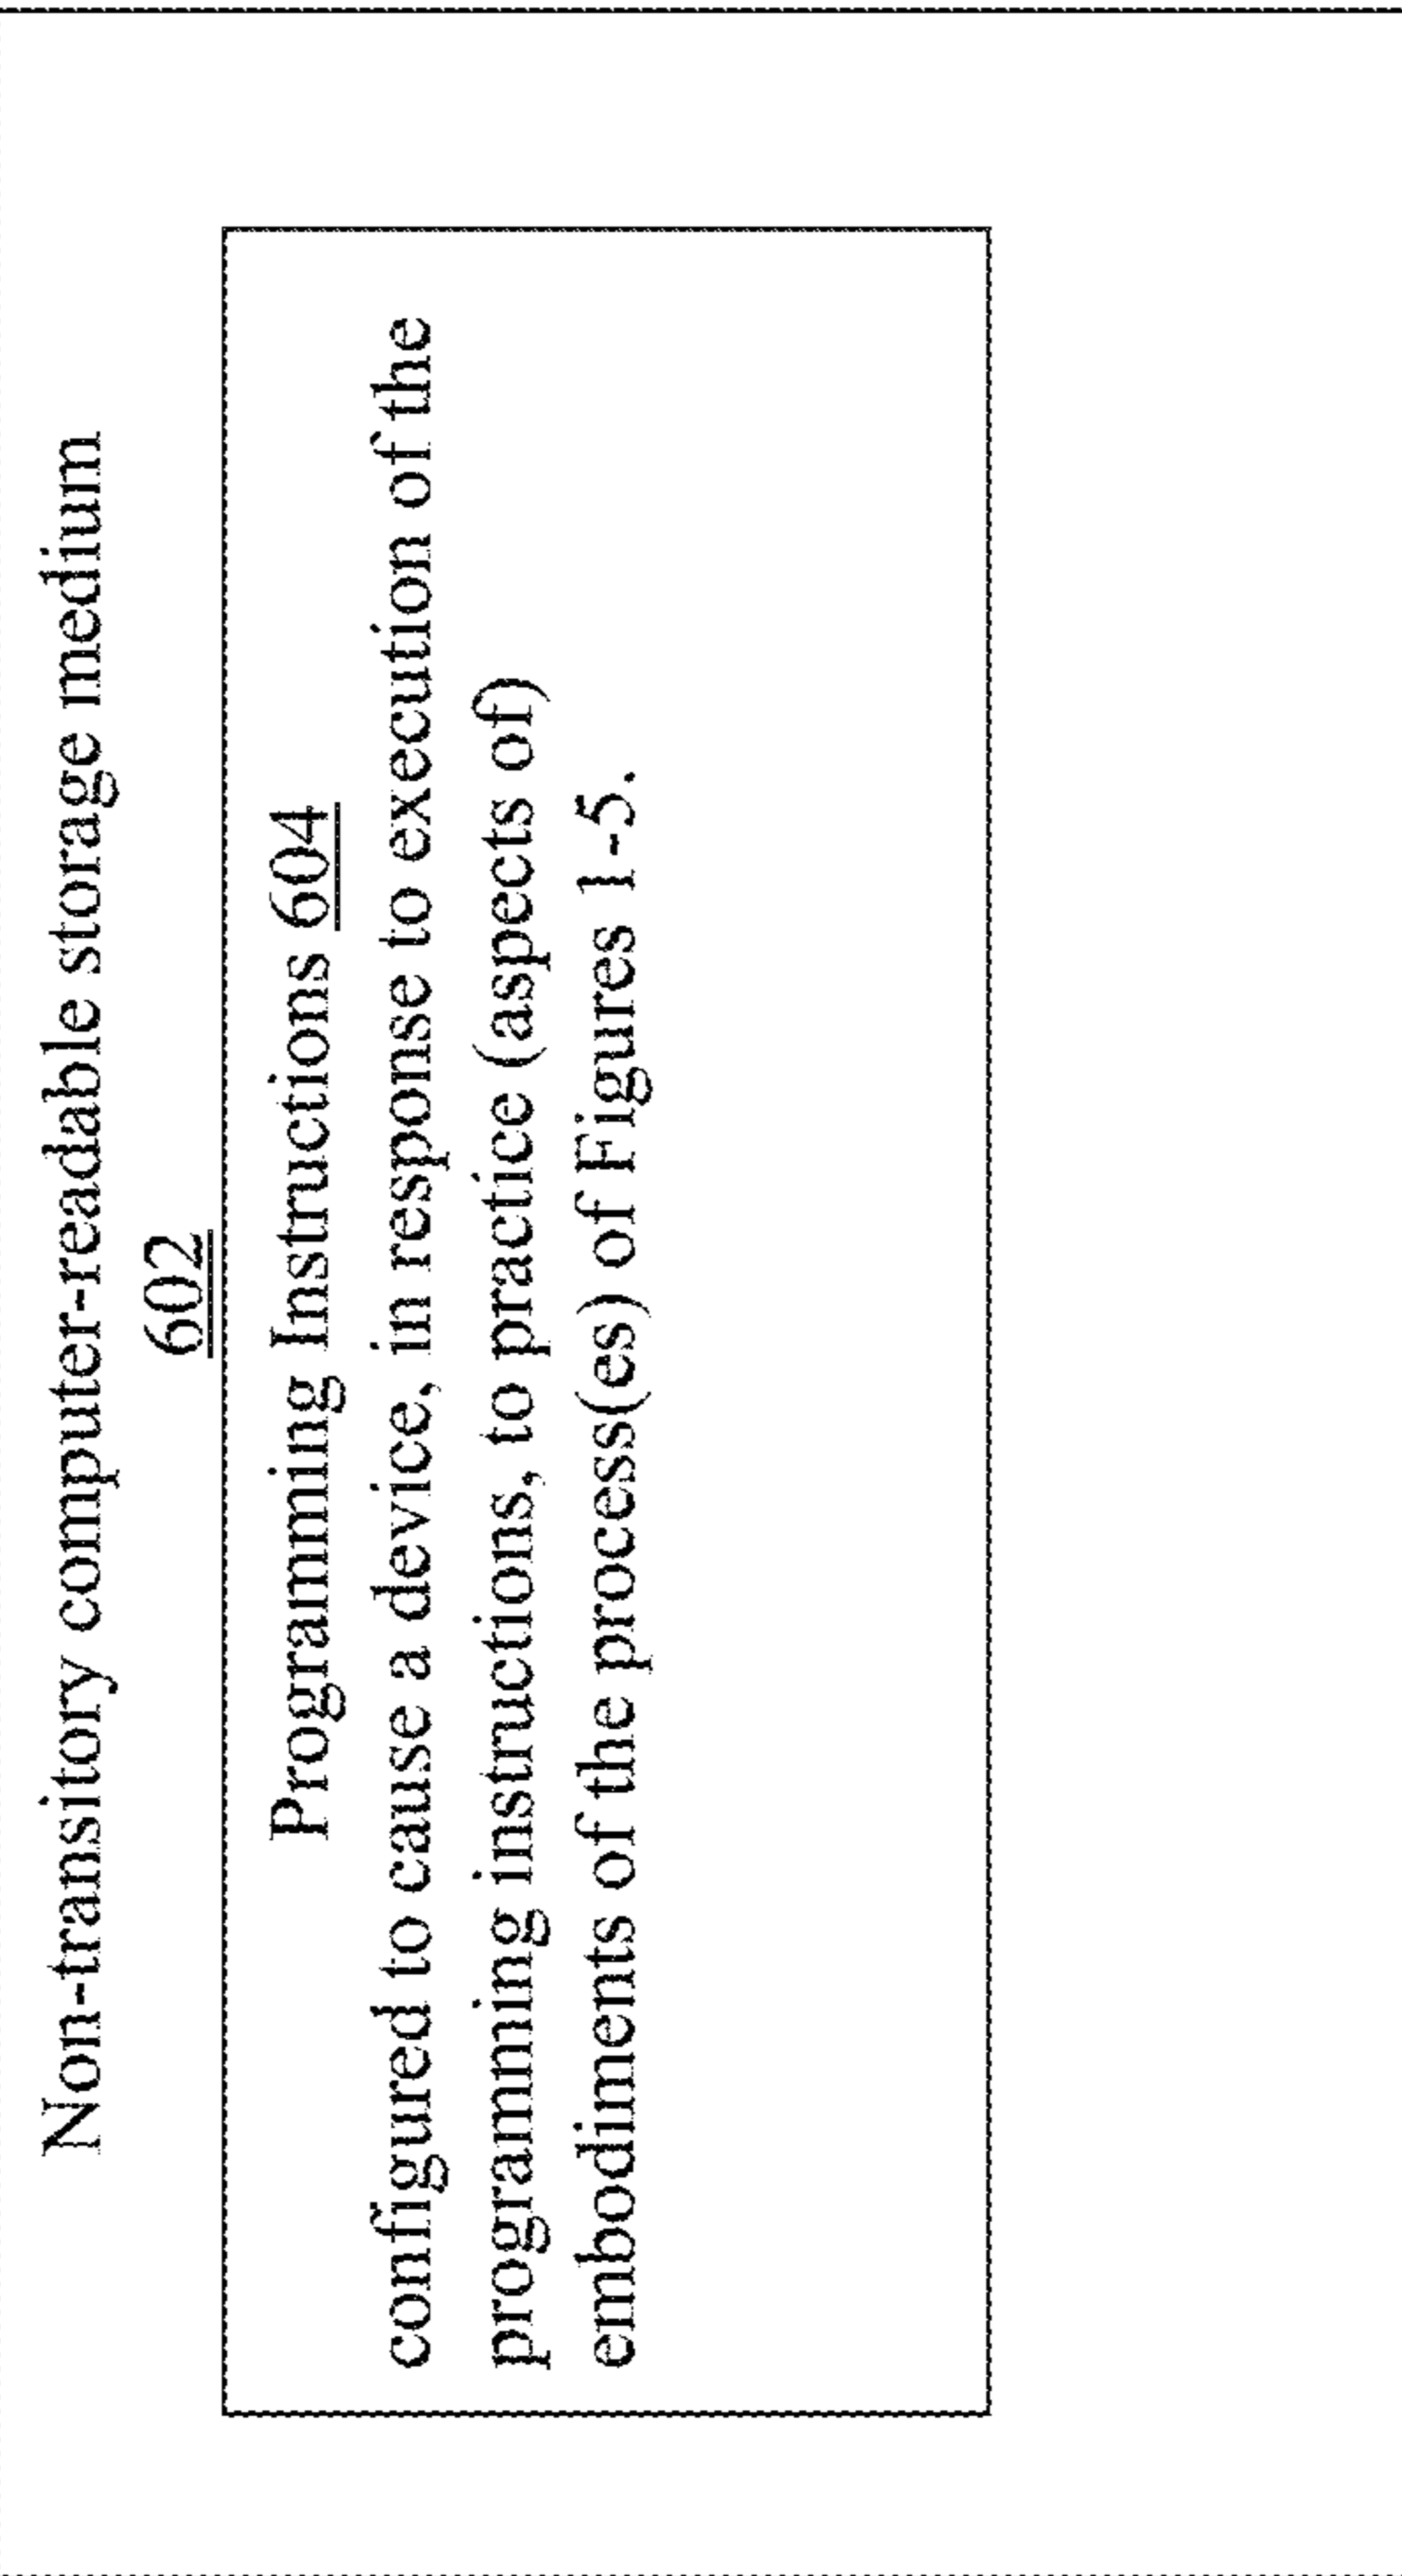 Non-transitory computer-readable storage medium
602
Programming Instructions 604
configured to cause a device, in response to execution of the
programming instructions, to practice (aspects of)
embodiments of the process(es) of Figures 1-5.